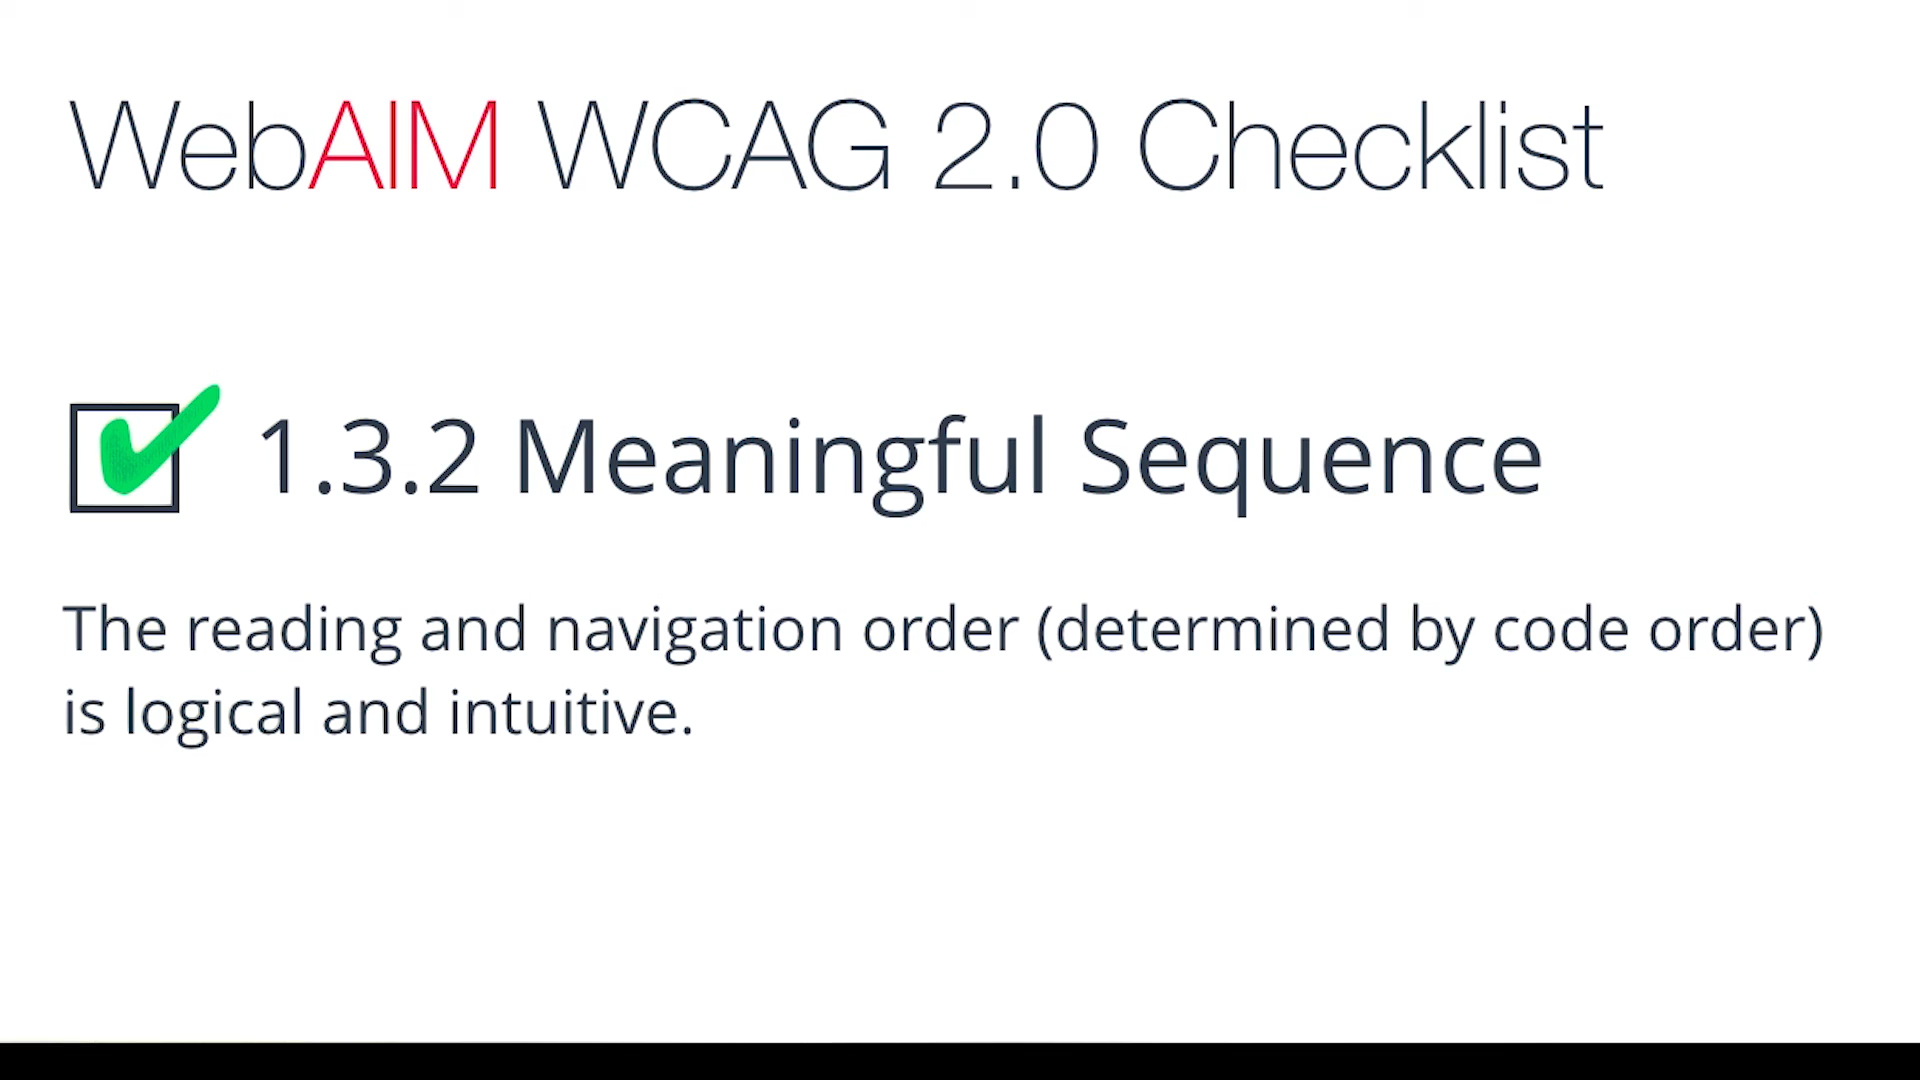 WebAIM WCAG 2.0 Checklist
1.3.2 Meaningful Sequence
The reading and navigation order (determined by code order)
is logical and intuitive.